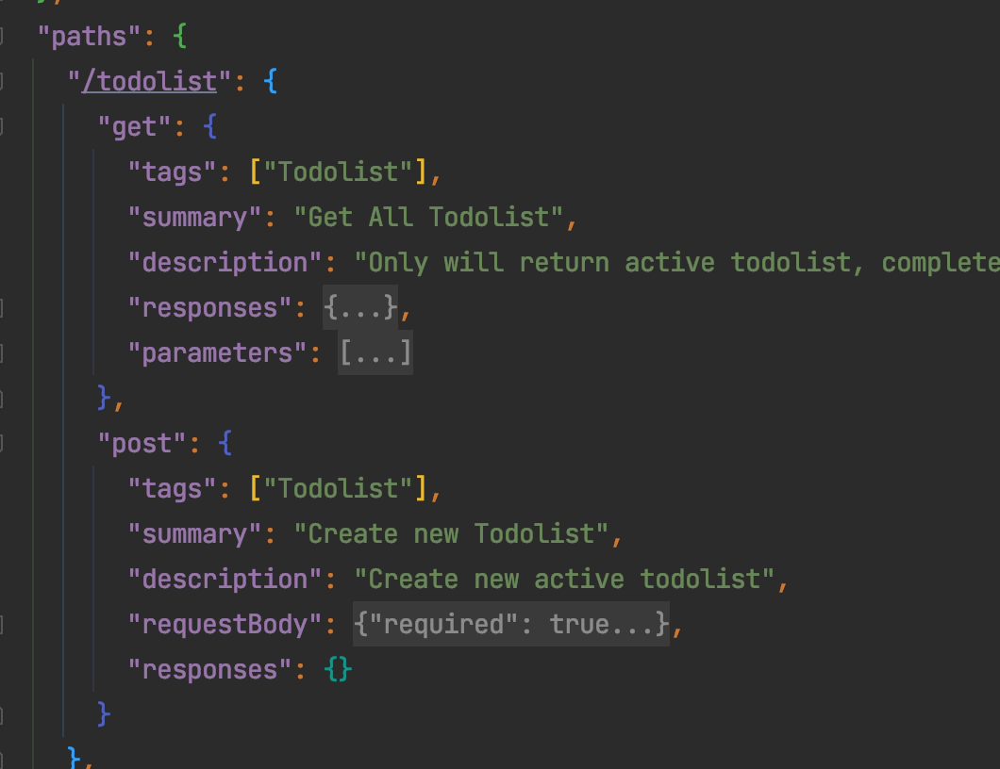 "paths": {
"/todolist": {
"get": {
"tags": ["Todolist"],
"summary": "Get All Todolist",
"description": "Only will return active todolist, complete
"responses": {...},
"parameters": [...]
},
"post": {
"tags": ["Todolist"],
"summary": "Create new Todolist",
"description": "Create new active todolist",
"requestBody": {"required": true...},
"responses": {}
}
},